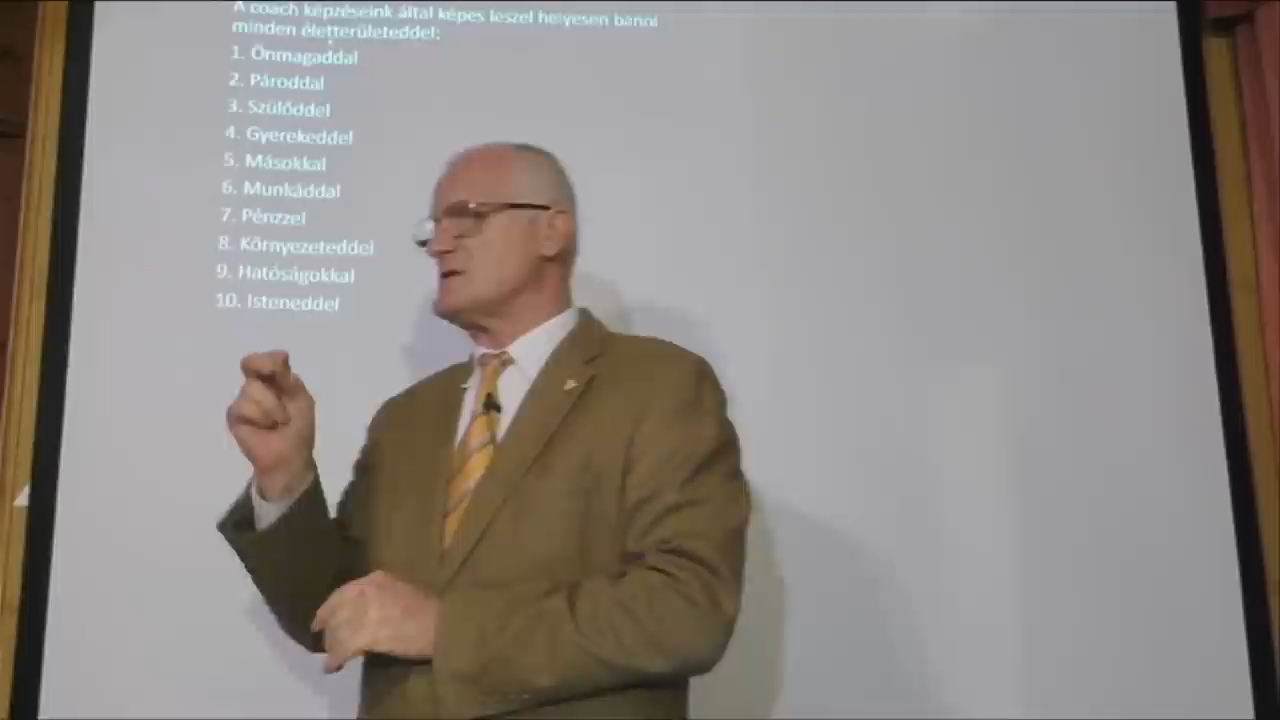 A coach képzéseink által képes leszel helyesen bánni
minden életterületeddel:
1. Önmagaddal
2. Pároddal
3. Szülőddel
4. Gyerekeddel
5. Másokkal
6. Munkáddal
7. Pénzzel
8. Környezeteddel
9. Hatóságokkal
10. Isteneddel